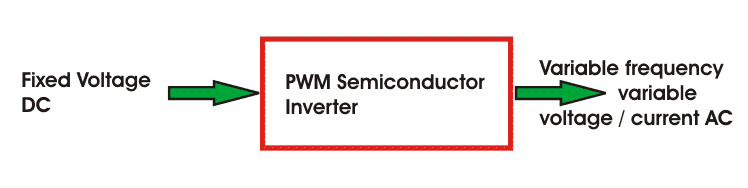 Fixed Voltage
DC
PWM Semiconductor
Inverter
Variable frequency
variable
voltage / current AC